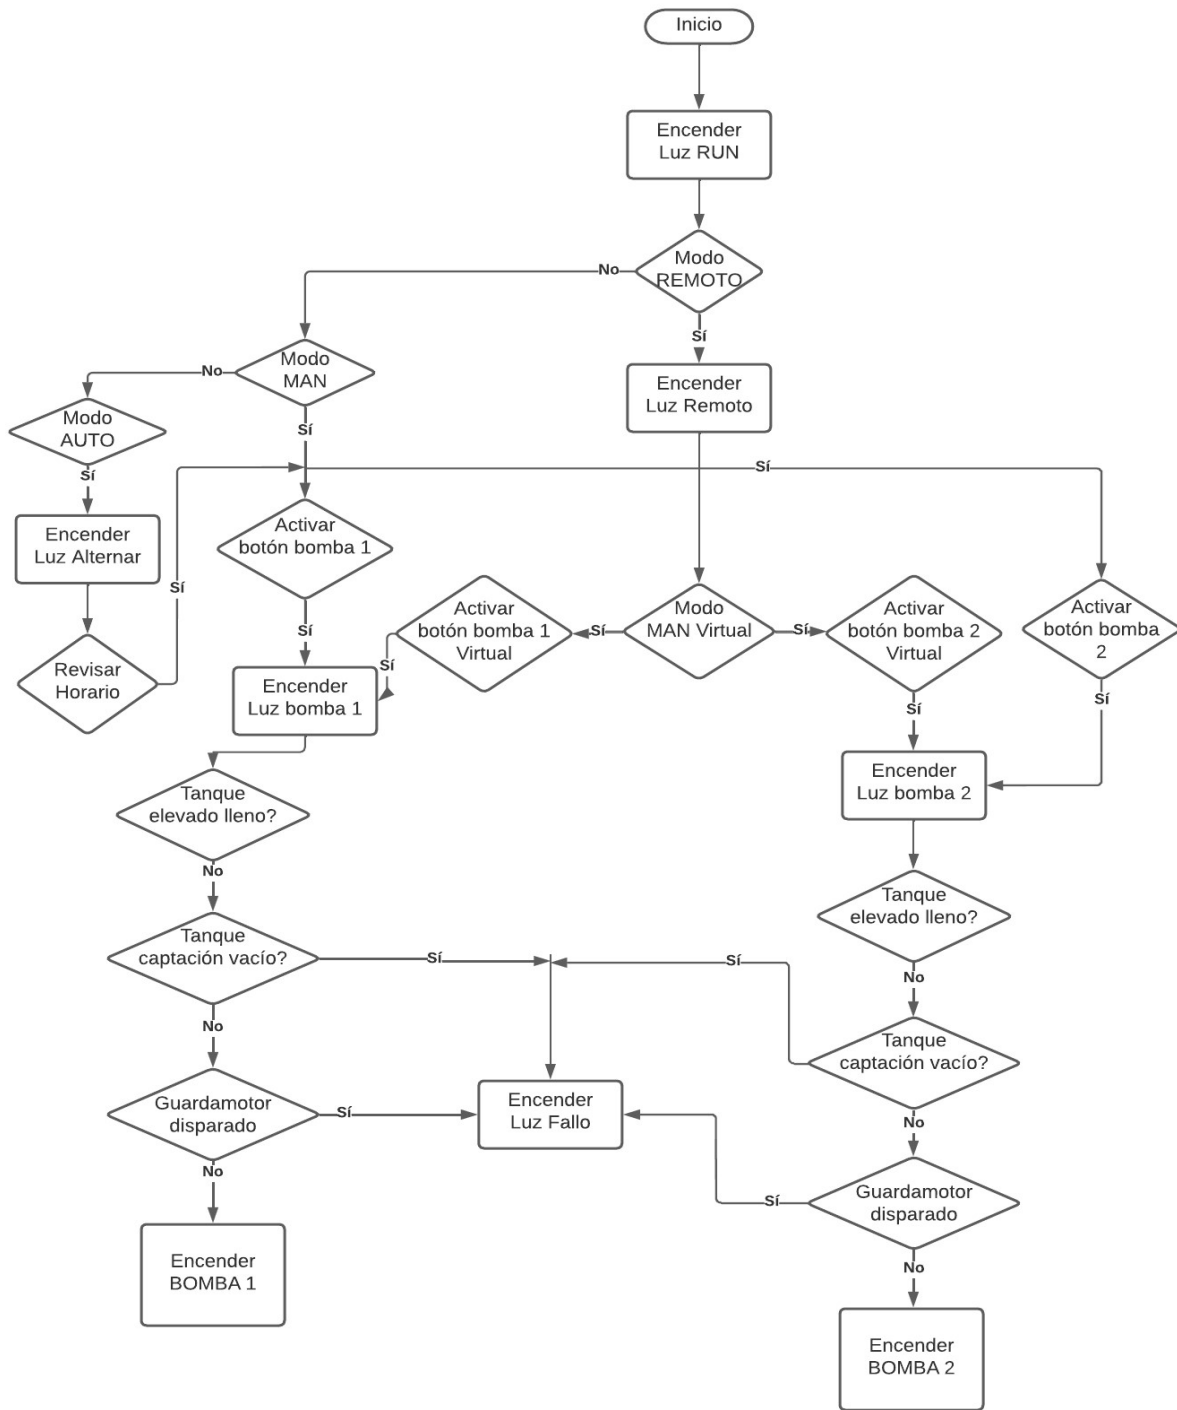 Inicio
Encender
Luz RUN
Modo
REMOTO
No
Sí
Modo
MAN
No
Sí
Encender
Luz Remoto
Modo
AUTO
Sí
Sí
Encender
Luz Alternar
Sí
Revisar
Horario
Activar
botón bomba 1
Sí
Activar
botón bomba 1
Virtual
Sí
Sí
Modo
MAN Virtual
Sí
Activar
botón bomba 2
Virtual
Sí
Activar
botón bomba
2
Sí
Encender
Luz bomba 1
Encender
Luz bomba 2
Tanque
elevado lleno?
No
Tanque
elevado lleno?
No
Tanque
captación vacío?
Sí
No
Sí
Tanque
captación vacío?
No
Guardamotor
disparado
Sí
No
Encender
Luz Fallo
Sí
Guardamotor
disparado
No
Encender
BOMBA 1
Encender
BOMBA 2